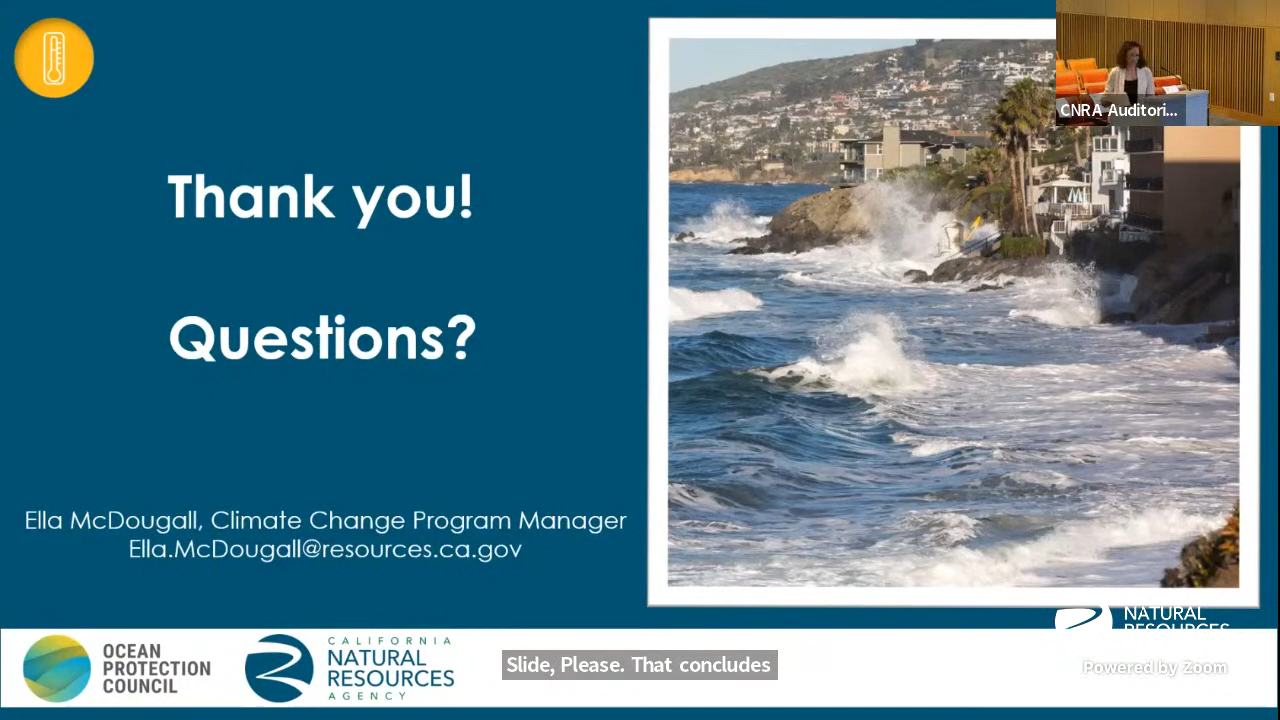 CNRA Auditori...
Thank you!
Questions?
Ella McDougall, Climate Change Program Manager
Ella.McDougall@resources.ca.gov
OCEAN
PROTECTION
COUNCIL
CALIFORNIA
NATURAL
RESOURCES
AGENCY
Slide, Please. That concludes
NATURAL
RESOURCES
Powered by Zoom